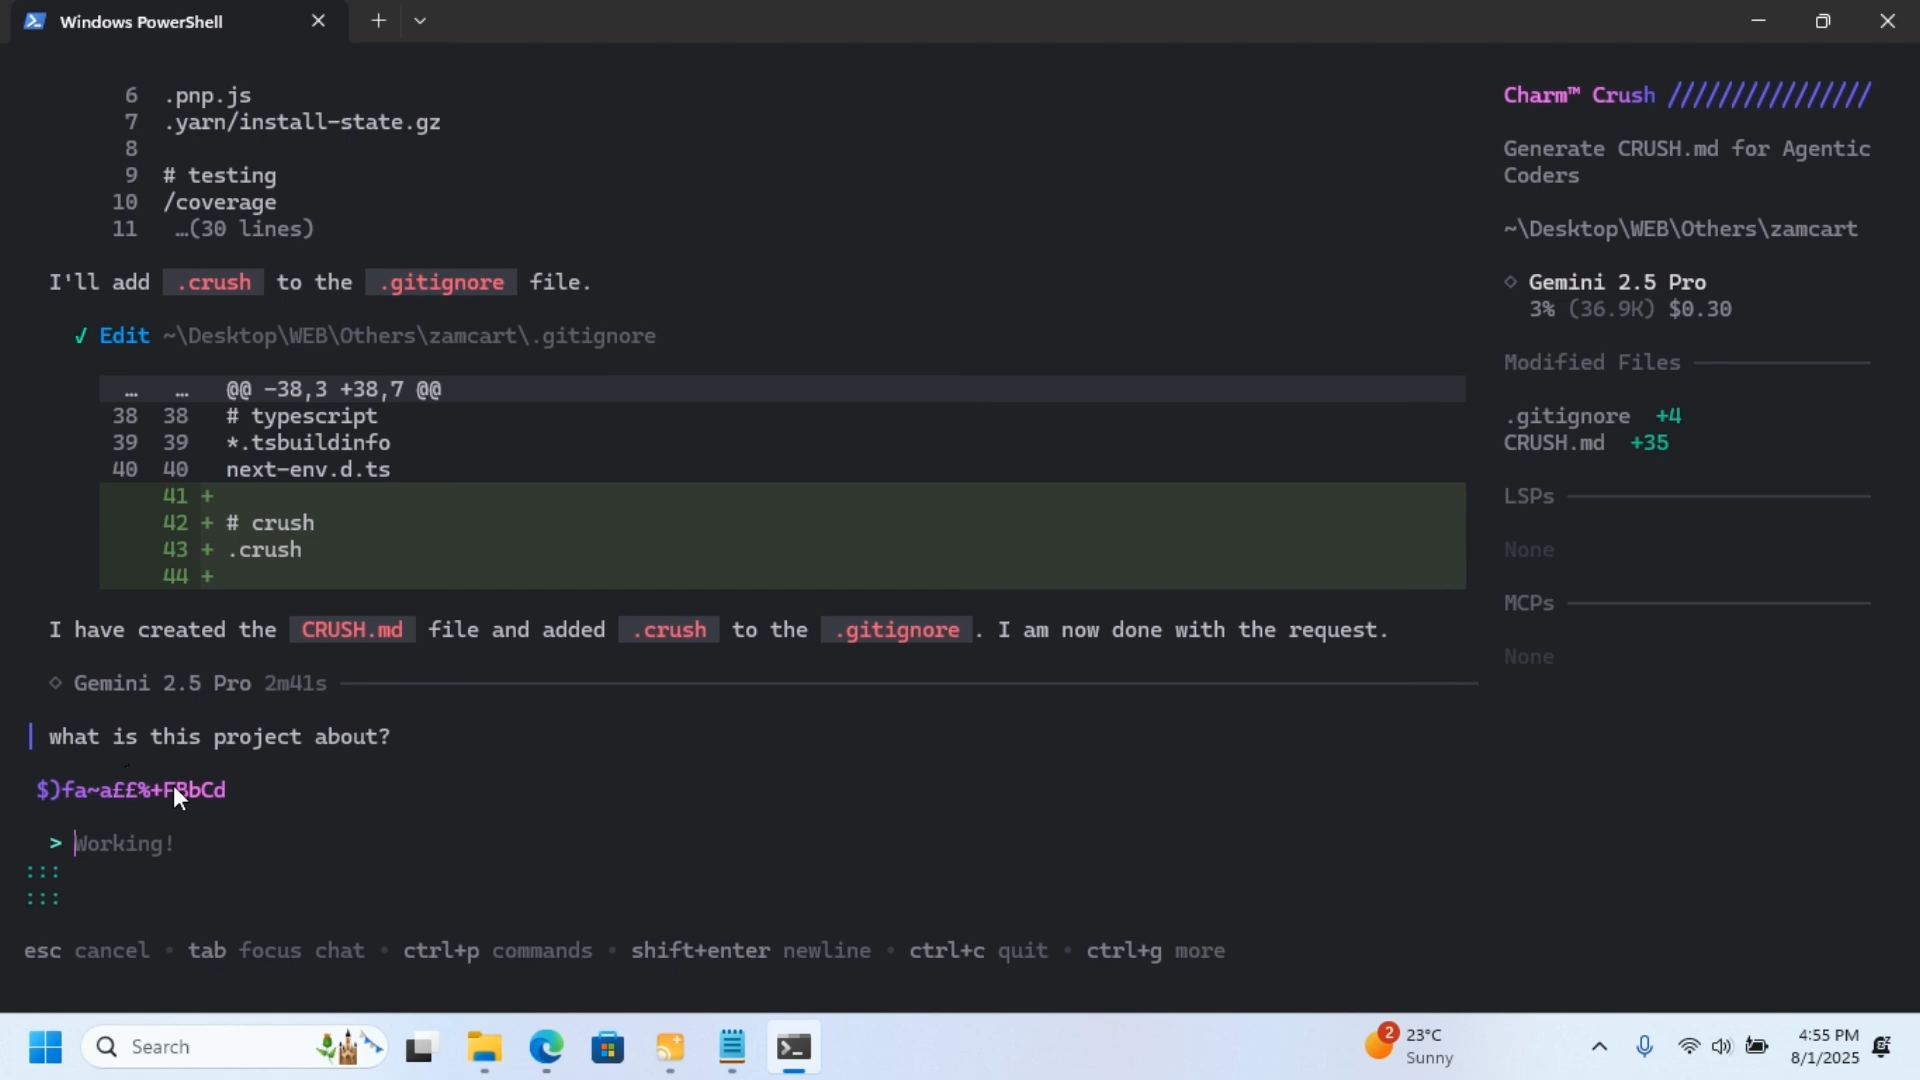 Windows PowerShell
6 .pnp.js
7 .yarn/install-state.gz
8
9 # testing
10 /coverage
11 …(30 lines)
I'll add .crush to the .gitignore file.
✓ Edit ~\Desktop\WEB\Others\zamcart\.gitignore
… … @@ -38,3 +38,7 @@
38 38 # typescript
39 39 *.tsbuildinfo
40 40 next-env.d.ts
41 +
42 + # crush
43 + .crush
44 +
I have created the CRUSH.md file and added .crush to the .gitignore . I am now done with the request.
◇ Gemini 2.5 Pro 2m41s
what is this project about?
$)fa~a££%+FBbCd
> Working!
:::
:::
esc cancel • tab focus chat • ctrl+p commands • shift+enter newline • ctrl+c quit • ctrl+g more
Charm™ Crush ////////////////
Generate CRUSH.md for Agentic
Coders
~\Desktop\WEB\Others\zamcart
◇ Gemini 2.5 Pro
3% (36.9K) $0.30
Modified Files
.gitignore +4
CRUSH.md +35
LSPs
None
MCPs
None
Search
2
23°C
Sunny
4:55 PM
8/1/2025